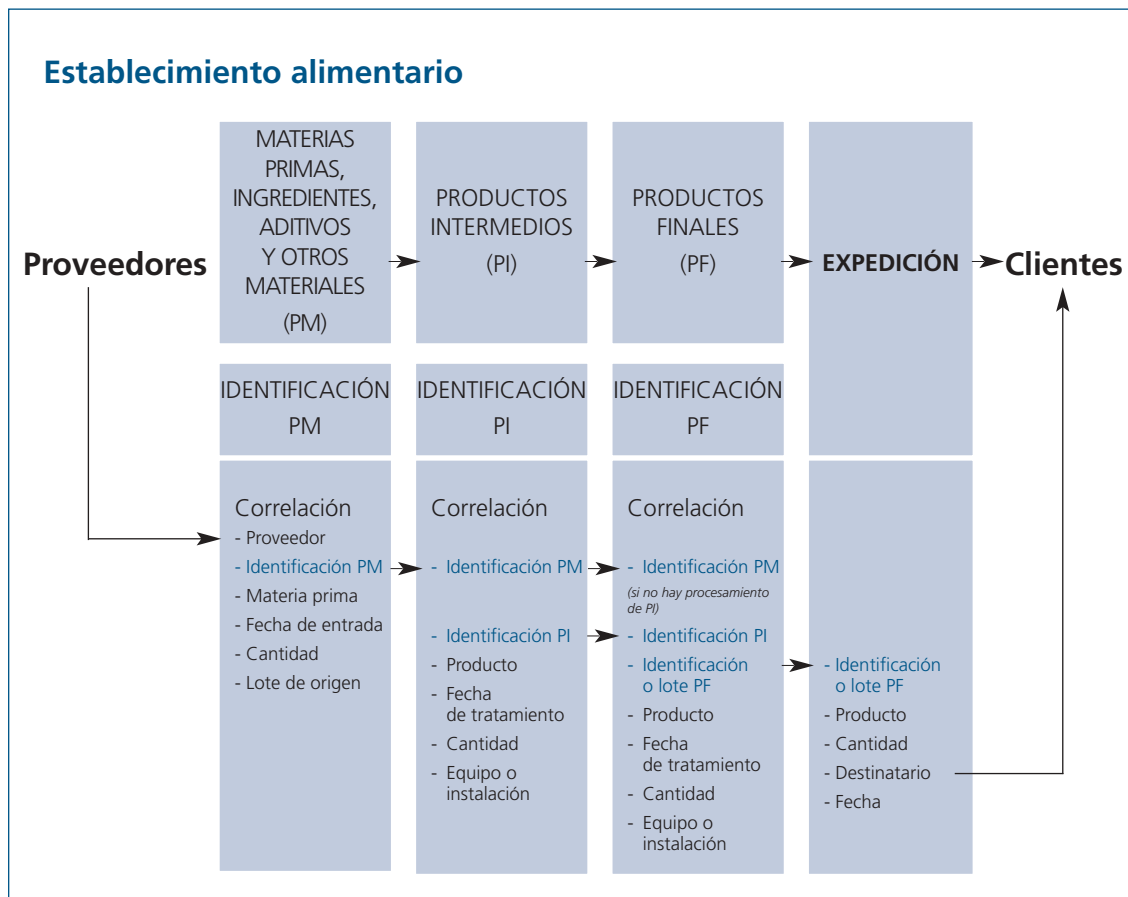 Establecimiento alimentario
Proveedores
MATERIAS
PRIMAS,
INGREDIENTES,
ADITIVOS
Y OTROS
MATERIALES
(PM)
PRODUCTOS
INTERMEDIOS
(PI)
PRODUCTOS
FINALES
(PF)
EXPEDICIÓN
Clientes
IDENTIFICACIÓN
PM
IDENTIFICACIÓN
PI
IDENTIFICACIÓN
PF
Correlación
- Proveedor
- Identificación PM
- Materia prima
- Fecha de entrada
- Cantidad
- Lote de origen
Correlación
- Identificación PM
- Identificación PI
- Producto
- Fecha
de tratamiento
- Cantidad
- Equipo o
instalación
Correlación
- Identificación PM
(si no hay procesamiento
de PI)
- Identificación PI
- Identificación
o lote PF
- Producto
- Fecha
de tratamiento
- Cantidad
- Equipo o
instalación
- Identificación
o lote PF
- Producto
- Cantidad
- Destinatario
- Fecha